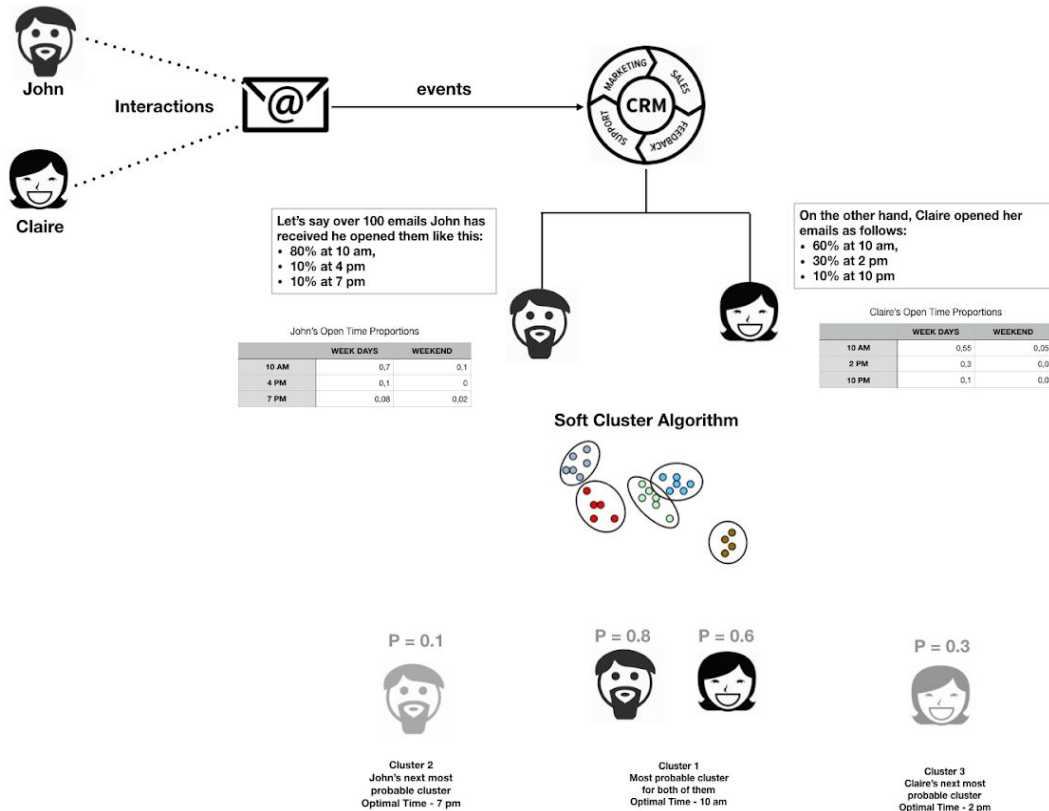 John
Interactions
@
events
MARKETING
SALES
CRM
SUPPORT
FEEDBACK
Claire
Let's say over 100 emails John has
received he opened them like this:
• 80% at 10 am,
• 10% at 4 pm
• 10% at 7 pm
On the other hand, Claire opened her
emails as follows:
• 60% at 10 am,
• 30% at 2 pm
• 10% at 10 pm
John's Open Time Proportions
WEEK DAYS WEEKEND
10 AM 0,7 0,1
4 PM 0,1 0
7 PM 0,08 0,02
Claire's Open Time Proportions
WEEK DAYS WEEKEND
10 AM 0,55 0,05
2 PM 0,3 0,0
10 PM 0,1 0,0
Soft Cluster Algorithm
P = 0.1
P = 0.8
P = 0.6
P = 0.3
Cluster 2
John's next most
probable cluster
Optimal Time - 7 pm
Cluster 1
Most probable cluster
for both of them
Optimal Time - 10 am
Cluster 3
Claire's next most
probable cluster
Optimal Time - 2 pm